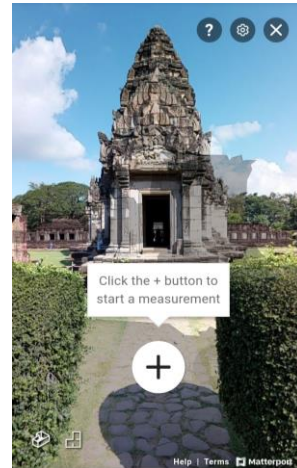 ?
Click the + button to
start a measurement
+
Help | Terms Matterport